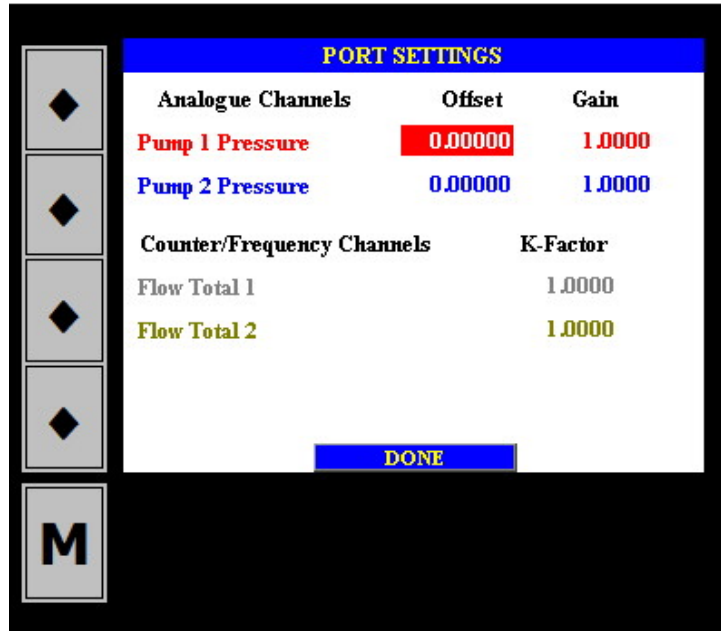 PORT SETTINGS
Analogue Channels Offset Gain
Pump 1 Pressure 0.00000 1.0000
Pump 2 Pressure 0.00000 1.0000
Counter/Frequency Channels K-Factor
Flow Total 1 1.0000
Flow Total 2 1.0000
DONE
M